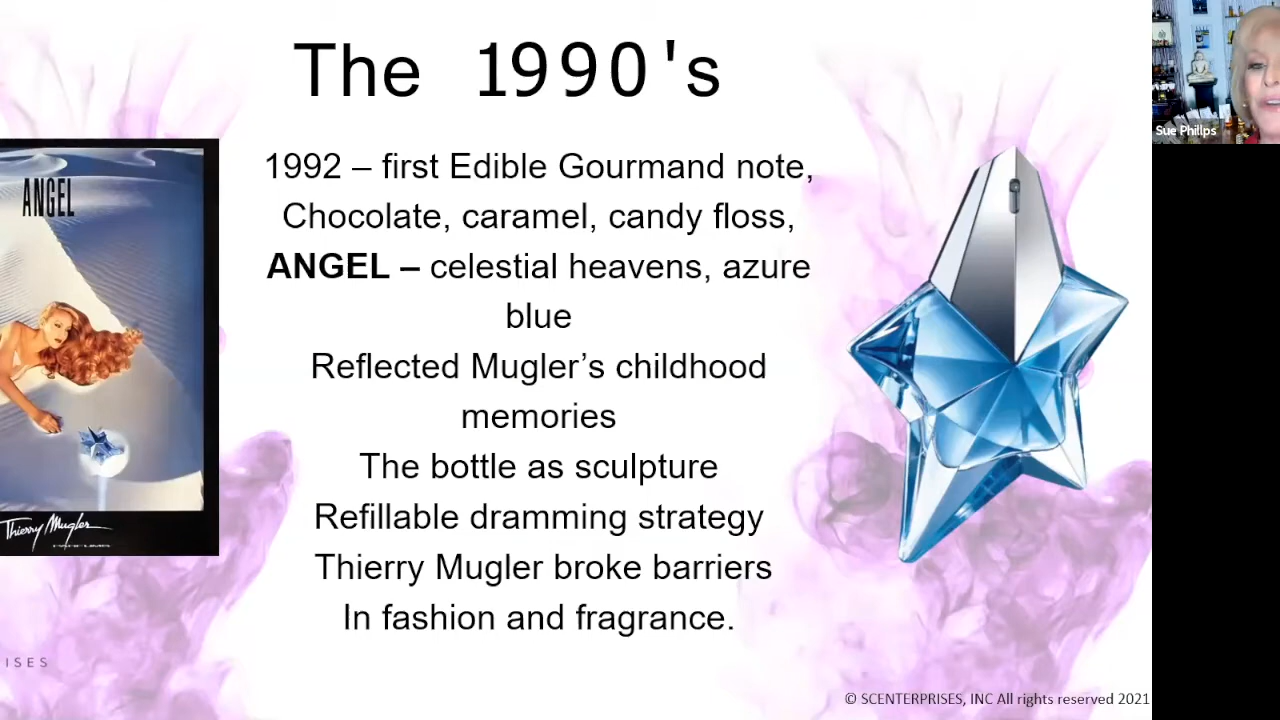 The 1990's
1992 – first Edible Gourmand note,
Chocolate, caramel, candy floss,
ANGEL – celestial heavens, azure
blue
Reflected Mugler’s childhood
memories
The bottle as sculpture
Refillable dramming strategy
Thierry Mugler broke barriers
In fashion and fragrance.
ANGEL
Thierry Mugler
ISES
© SCENTERPRISES, INC All rights reserved 2021
Sue Phillps